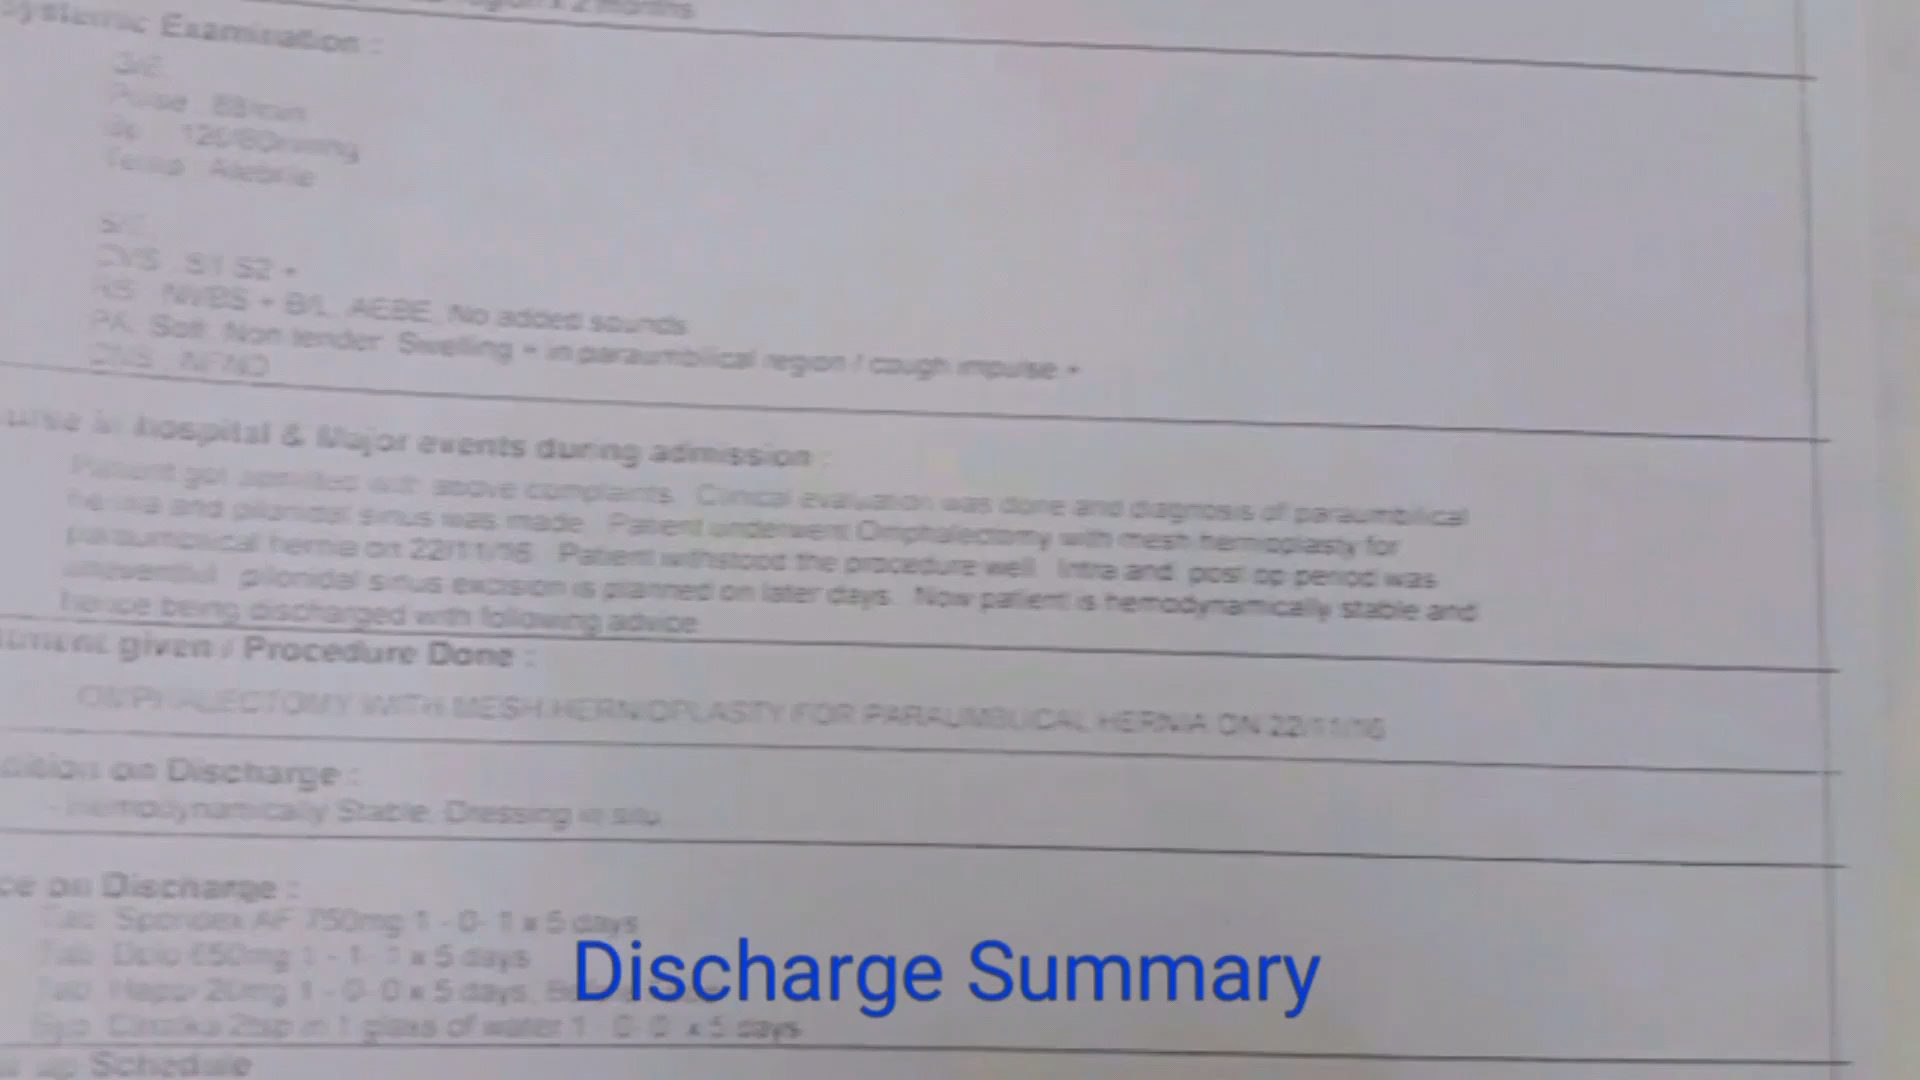 region x 2 months
Systemic Examination :
Pulse 88/min
120/80mmhg
Temp Afebrile
S/E
CVS S1 S2 +
RS NVBS + B/L AEBE, No added sounds
PA Soft Non tender Swelling + in paraumbilical region / cough impulse +
CNS NFND
in hospital & Major events during admission :
Patient got admitted with above complaints. Clinical evaluation was done and diagnosis of paraumbilical
hernia and pilonidal sinus was made. Patient underwent Omphalectomy with mesh hernioplasty for
paraumbilical hernia on 22/11/16. Patient withstood the procedure well. Intra and post op period was
uneventful. pilonidal sinus excision is planned on later days. Now patient is hemodynamically stable and
hence being discharged with following advice
given / Procedure Done :
OMPHALECTOMY WITH MESH HERNIOPLASTY FOR PARAUMBLICAL HERNIA ON 22/11/16
on Discharge :
- Hemodynamically Stable. Dressing in situ
on Discharge :
Tab 750mg 1 - 0- 1 x 5 days
Tab Dolo 650mg 1 - 1- 1 x 5 days
Tab 20mg 1 - 0- 0 x 5 days
Syp 2tsp in 1 glass of water 1 0 0 x 5 days
Schedule
Discharge Summary